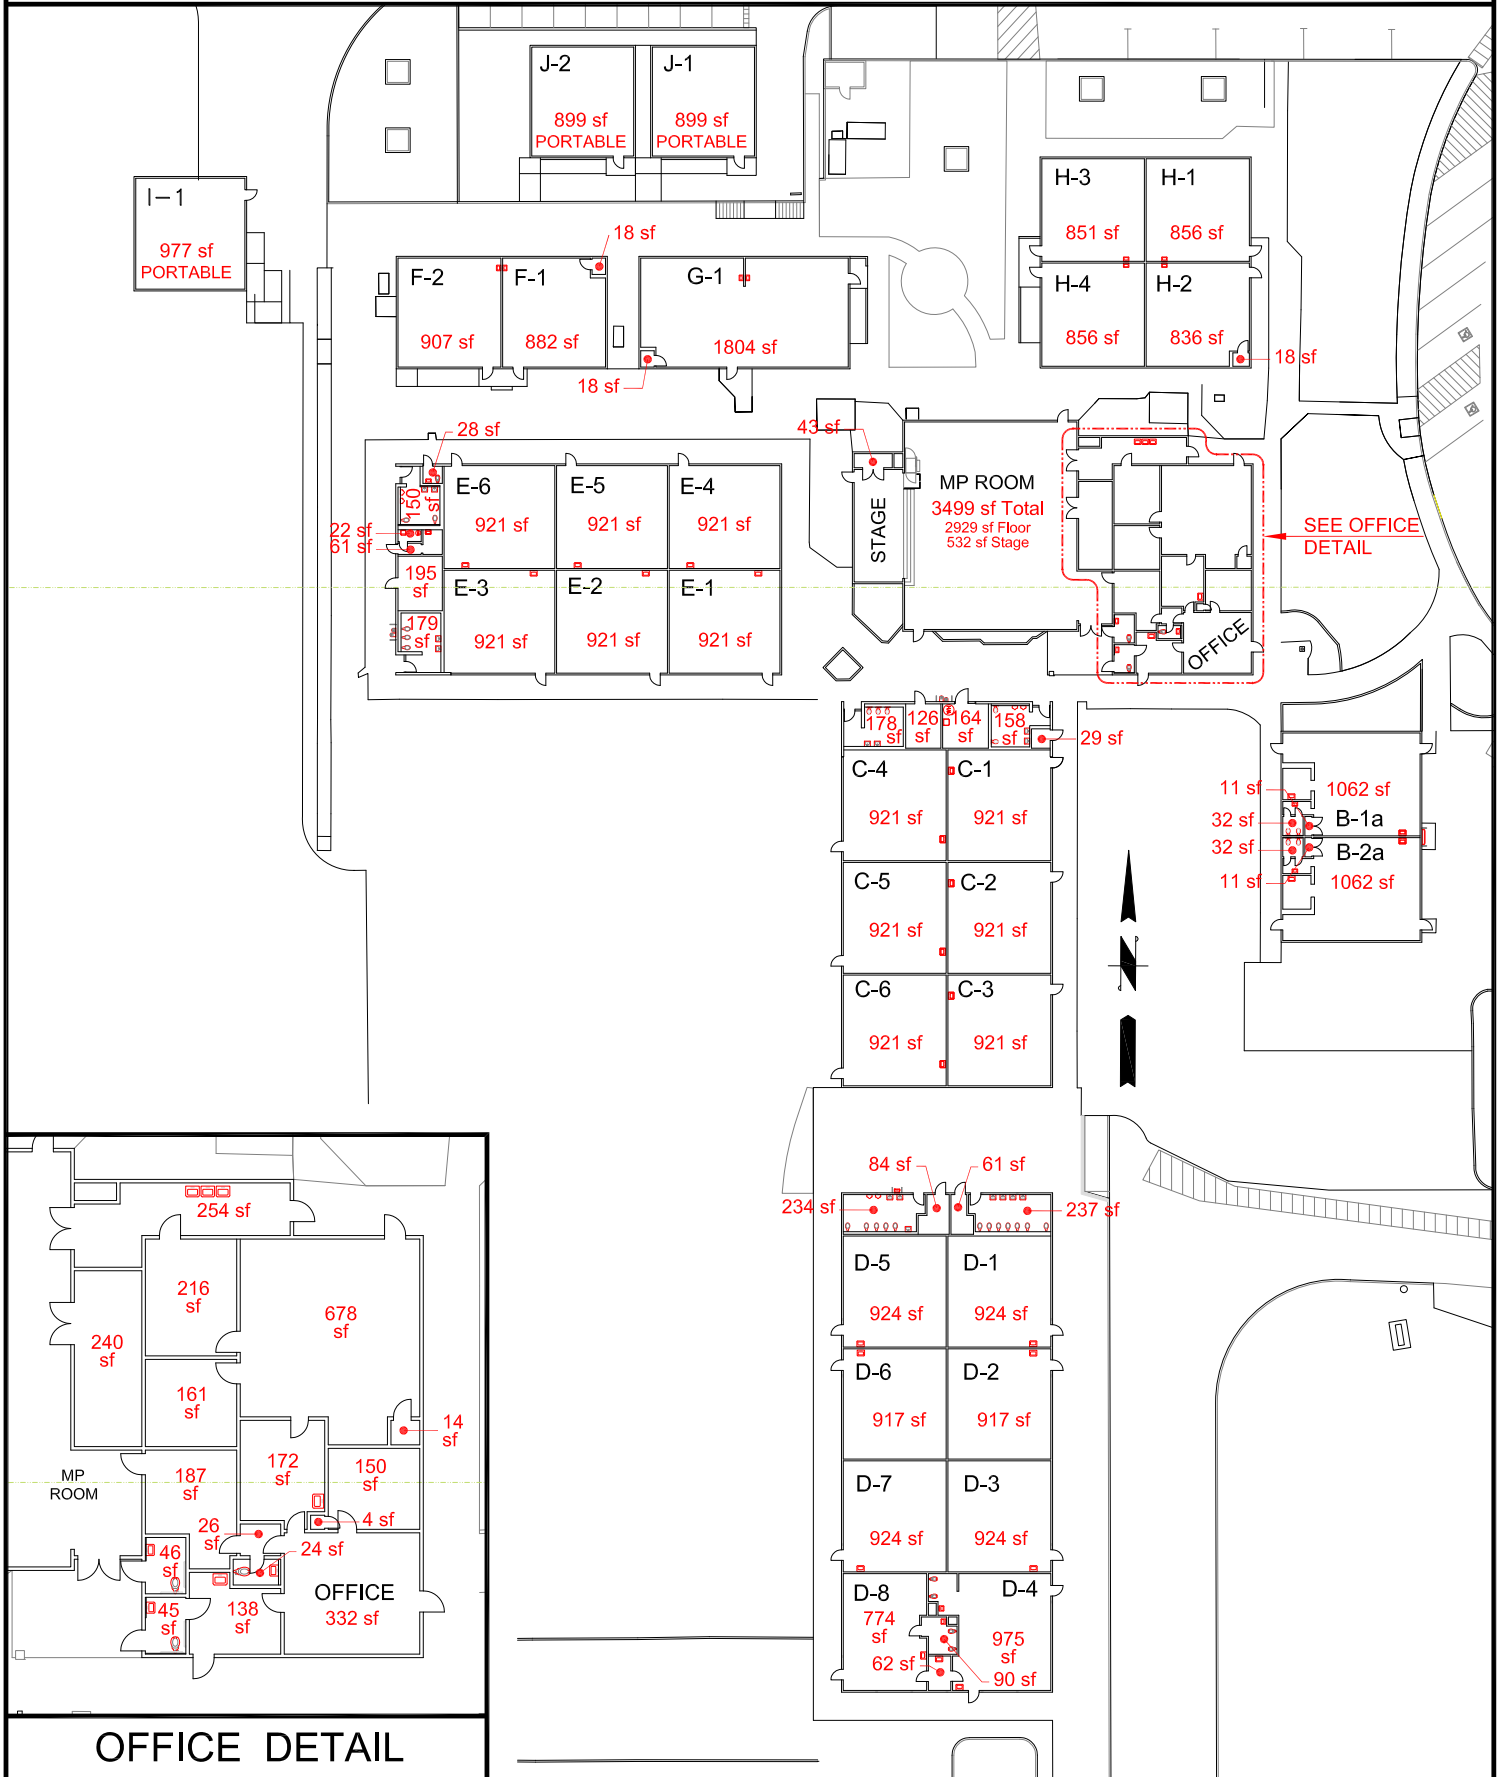 J-2
899 sf
PORTABLE
J-1
899 sf
PORTABLE
I-1
977 sf
PORTABLE
H-3
851 sf
H-1
856 sf
H-4
856 sf
H-2
836 sf
18 sf
18 sf
F-2
907 sf
F-1
882 sf
G-1
1804 sf
18 sf
28 sf
43 sf
E-6
921 sf
E-5
921 sf
E-4
921 sf
150
sf
22 sf
61 sf
195
sf
179
sf
E-3
921 sf
E-2
921 sf
E-1
921 sf
STAGE
MP ROOM
3499 sf Total
2929 sf Floor
532 sf Stage
SEE OFFICE
DETAIL
OFFICE
178
sf
126
sf
164
sf
158
sf
29 sf
C-4
921 sf
C-1
921 sf
C-5
921 sf
C-2
921 sf
C-6
921 sf
C-3
921 sf
11 sf
1062 sf
32 sf
B-1a
32 sf
B-2a
11 sf
1062 sf
N
84 sf
61 sf
234 sf
237 sf
D-5
924 sf
D-1
924 sf
D-6
917 sf
D-2
917 sf
D-7
924 sf
D-3
924 sf
D-8
774
sf
D-4
975
sf
62 sf
90 sf
254 sf
216
sf
678
sf
240
sf
161
sf
14
sf
MP
ROOM
187
sf
172
sf
150
sf
4 sf
26
sf
24 sf
46
sf
45
sf
138
sf
OFFICE
332 sf
OFFICE DETAIL